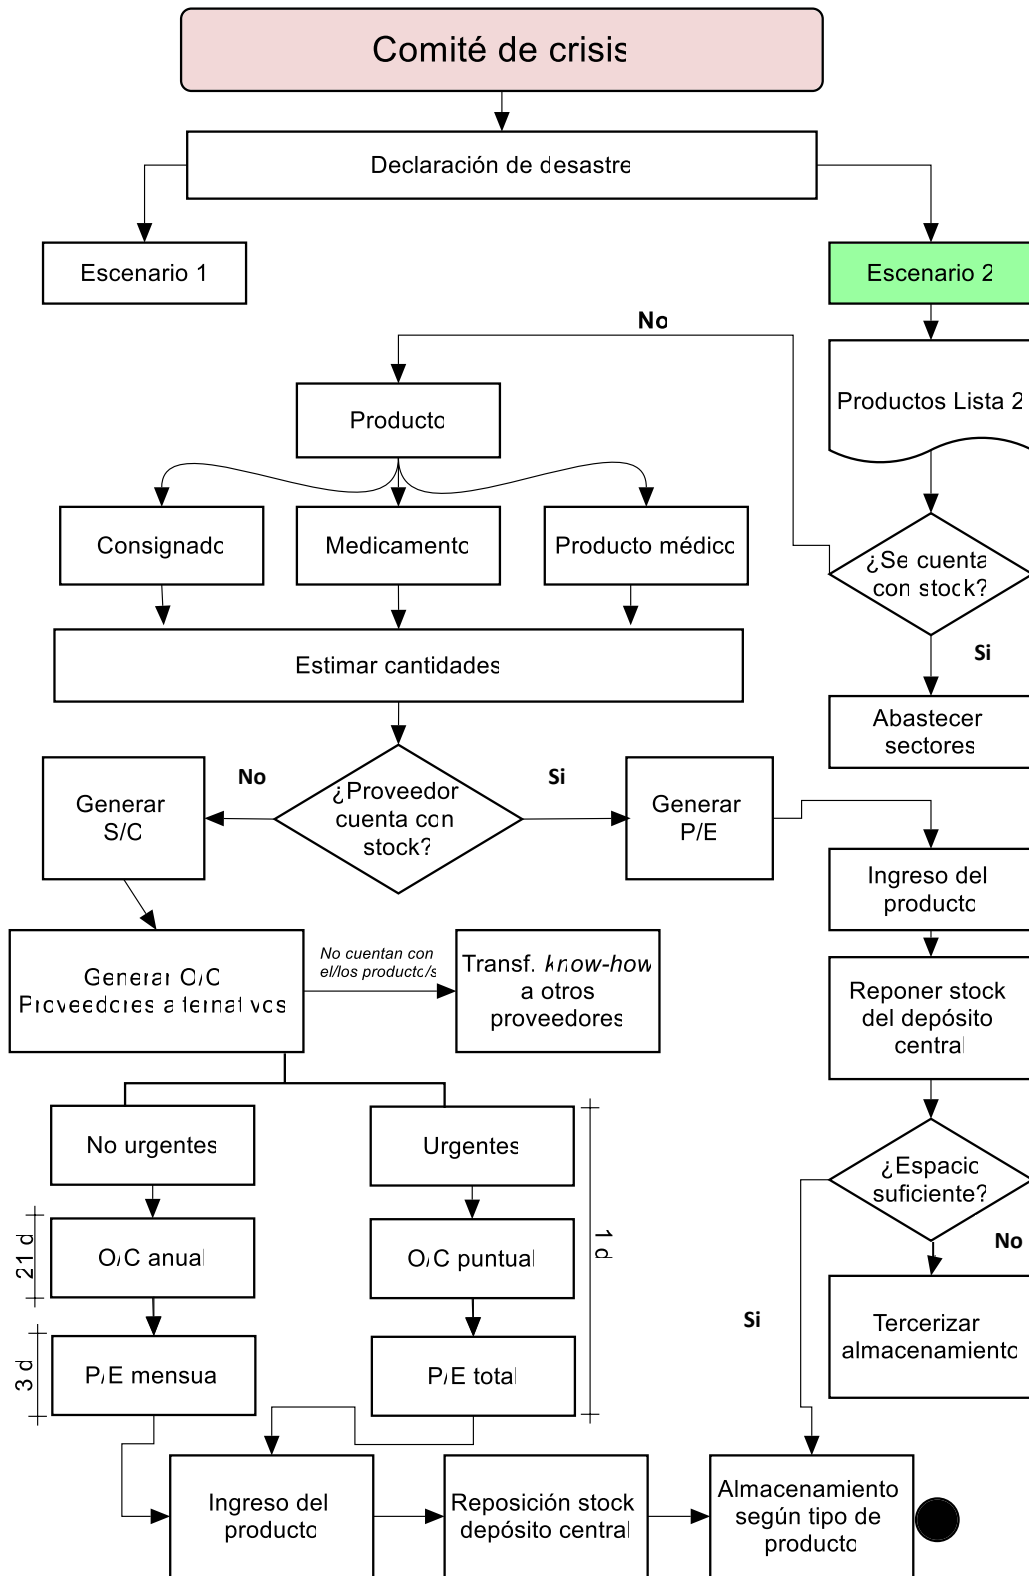 Comité de crisis
Declaración de desastre
Escenario 1
Escenario 2
No
Productos Lista 2
Producto
Consignado
Medicamento
Producto médico
¿Se cuenta
con stock?
Si
Estimar cantidades
Abastecer
sectores
No
Si
Generar
S/C
¿Proveedor
cuenta con
stock?
Generar
P/E
Ingreso del
producto
Generar O/C
Proveedores alternativos
No cuentan con
el/los producto/s
Transf. know-how
a otros
proveedores
Reponer stock
del depósito
central
No urgentes
Urgentes
¿Espacio
suficiente?
No
21 d
O/C anual
O/C puntual
1 d
Si
Tercerizar
almacenamiento
3 d
P/E mensual
P/E total
Ingreso del
producto
Reposición stock
depósito central
Almacenamiento
según tipo de
producto